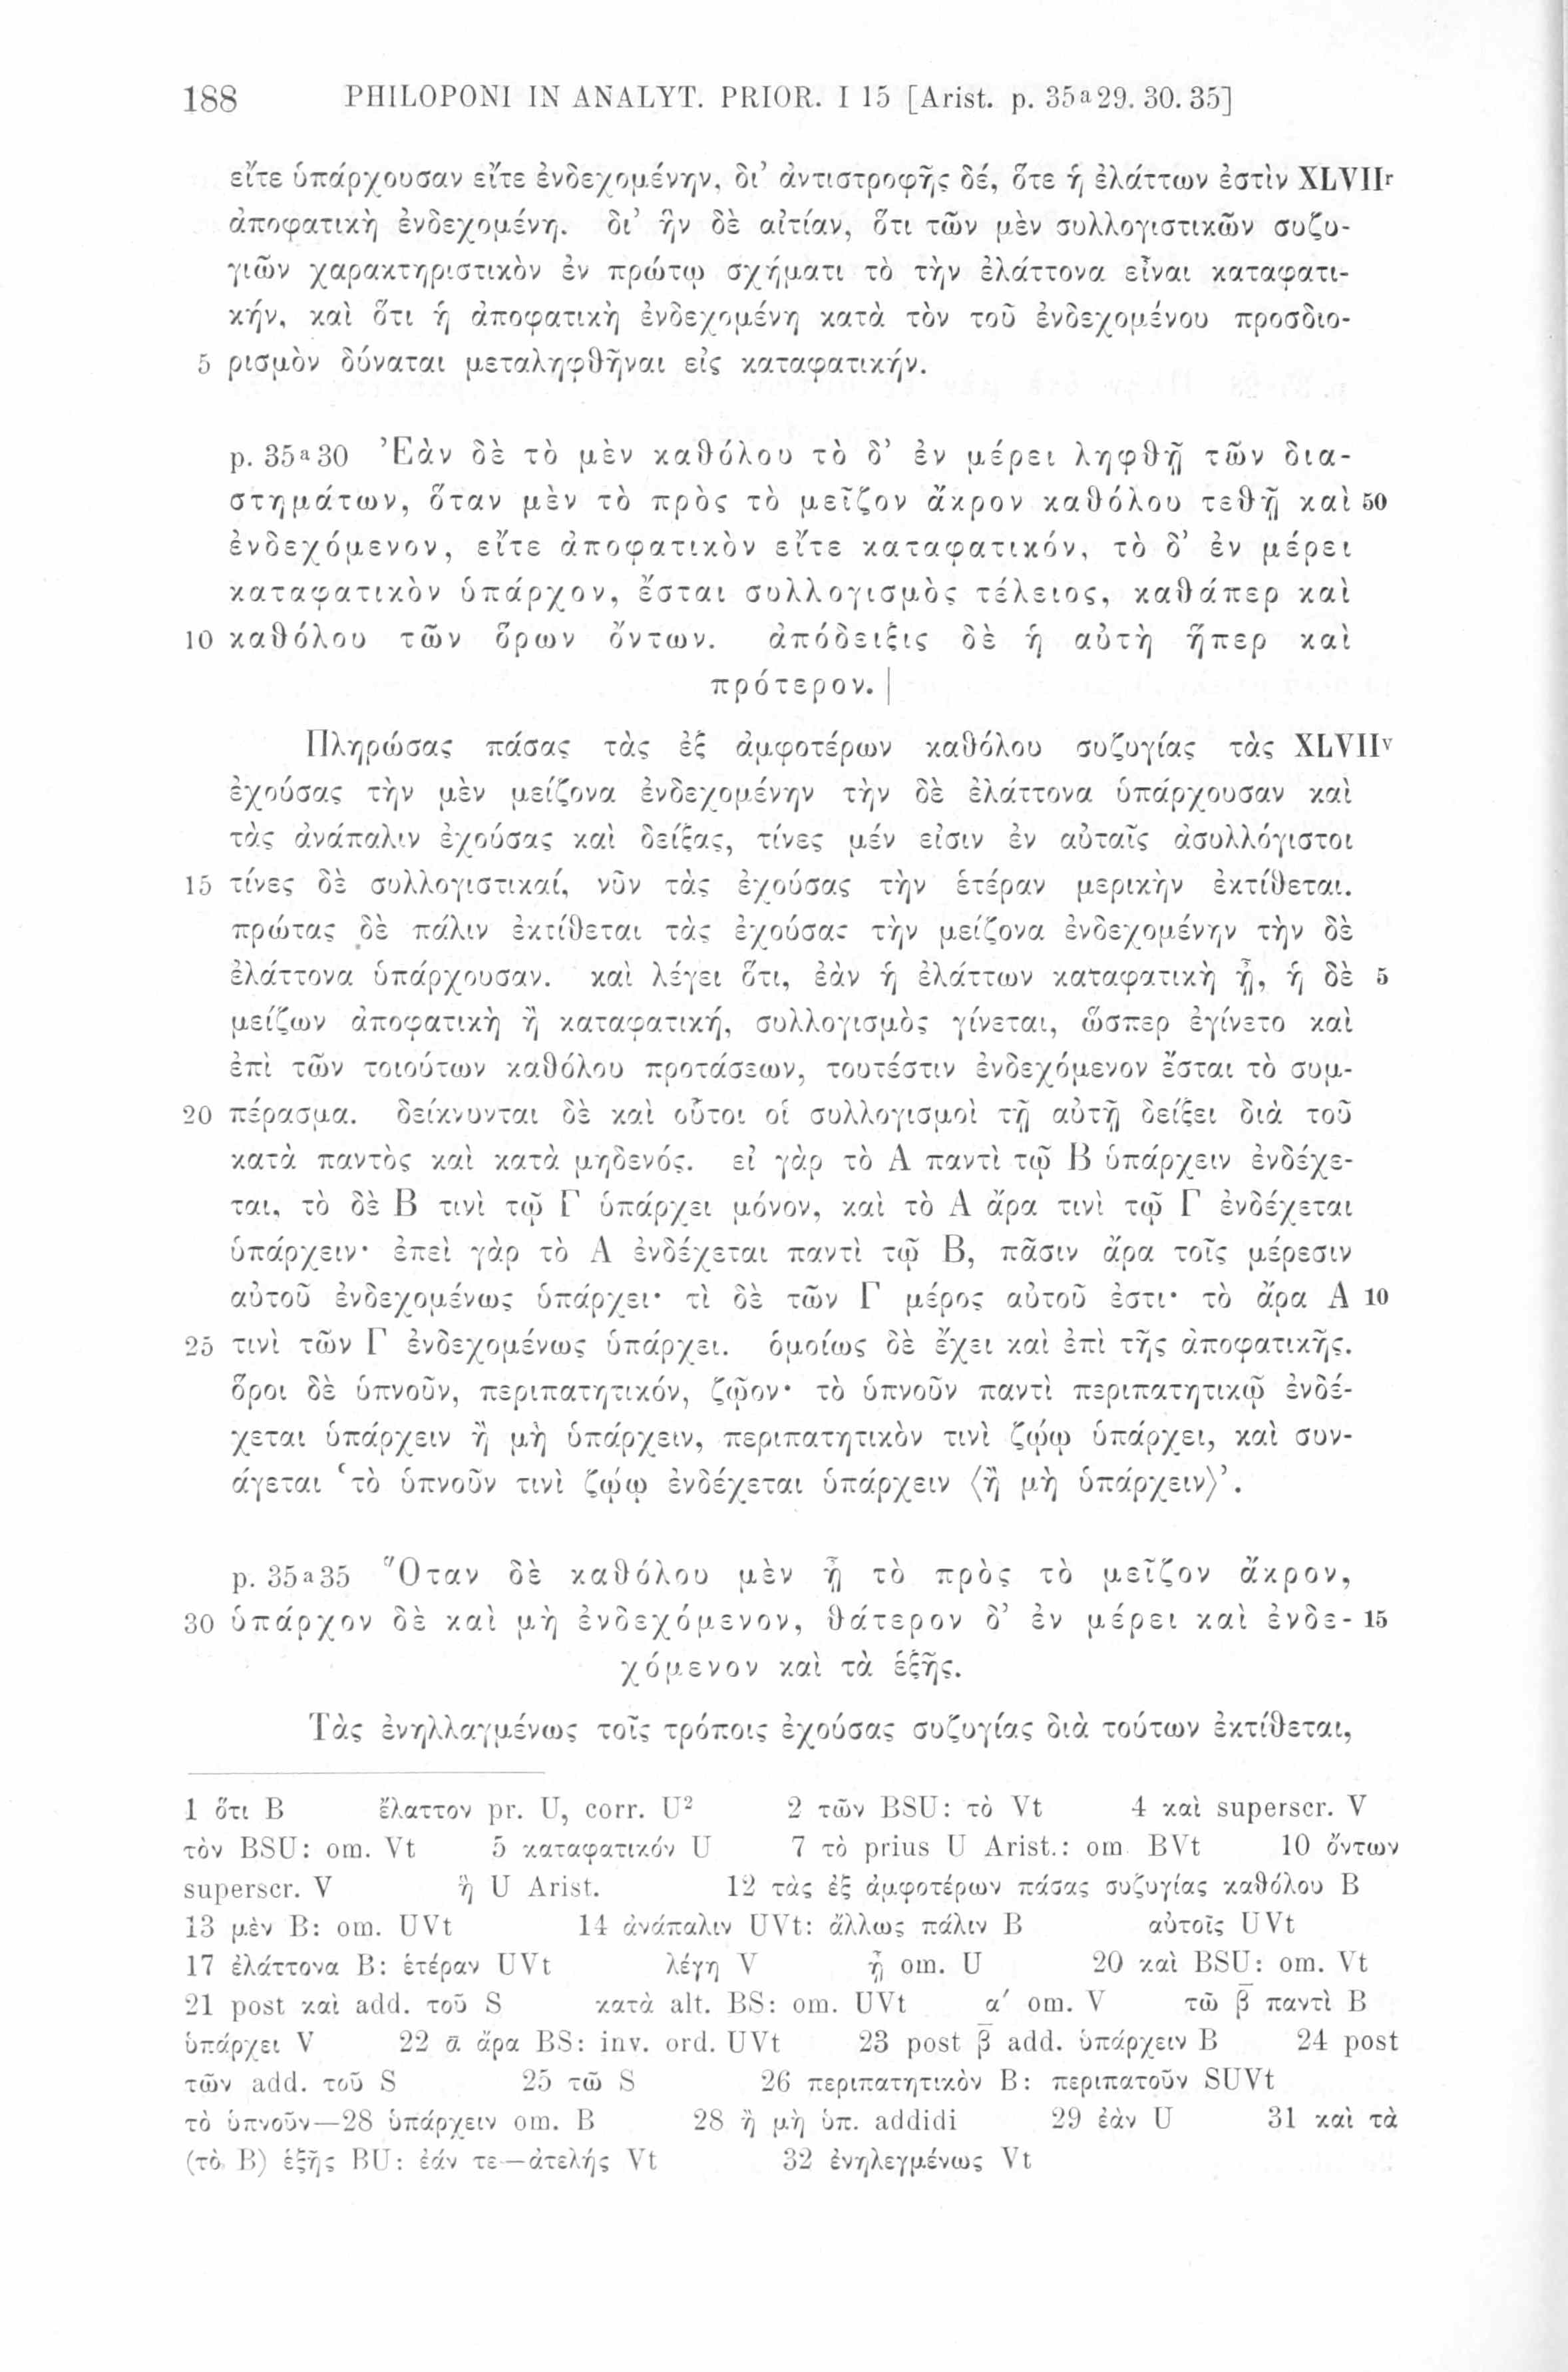 188 PHILOPONI IN ANALYT. PRIOR. I 15 [Arist. p. 35a29. 30. 35]
εἴτε ὑπάρχουσαν εἴτε ἐνδεχομένην, δι’ ἀντιστροφῆς δέ, ὅτε ἡ ἐλάττων ἐστὶν XLVIIr
ἀποφατικὴ ἐνδεχομένη. δι’ ἣν δὲ αἰτίαν, ὅτι τῶν μὲν συλλογιστικῶν συζυ-
γιῶν χαρακτηριστικὸν ἐν πρώτῳ σχήματι τὸ τὴν ἐλάττονα εἶναι καταφατι-
κήν, καὶ ὅτι ἡ ἀποφατικὴ ἐνδεχομένη κατὰ τὸν τοῦ ἐνδεχομένου προσδιο-
5 ρισμὸν δύναται μεταληφθῆναι εἰς καταφατικήν.
p. 35a30 Ἐὰν δὲ τὸ μὲν καθόλου τὸ δ’ ἐν μέρει ληφθῇ τῶν δια-
στημάτων, ὅταν μὲν τὸ πρὸς τὸ μεῖζον ἄκρον καθόλου τεθῇ καὶ 50
ἐνδεχόμενον, εἴτε ἀποφατικὸν εἴτε καταφατικόν, τὸ δ’ ἐν μέρει
καταφατικὸν ὑπάρχον, ἔσται συλλογισμὸς τέλειος, καθάπερ καὶ
10 καθόλου τῶν ὅρων ὄντων. ἀπόδειξις δὲ ἡ αὐτὴ ἥπερ καὶ
πρότερον. |
Πληρώσας πάσας τὰς ἐξ ἀμφοτέρων καθόλου συζυγίας τὰς XLVIIv
ἐχούσας τὴν μὲν μείζονα ἐνδεχομένην τὴν δὲ ἐλάττονα ὑπάρχουσαν καὶ
τὰς ἀνάπαλιν ἐχούσας καὶ δείξας, τίνες μέν εἰσιν ἐν αὐταῖς ἀσυλλόγιστοι
15 τίνες δὲ συλλογιστικαί, νῦν τὰς ἐχούσας τὴν ἑτέραν μερικὴν ἐκτίθεται.
πρώτας δὲ πάλιν ἐκτίθεται τὰς ἐχούσας τὴν μείζονα ἐνδεχομένην τὴν δὲ
ἐλάττονα ὑπάρχουσαν. καὶ λέγει ὅτι, ἐὰν ἡ ἐλάττων καταφατικὴ ᾖ, ἡ δὲ 5
μείζων ἀποφατικὴ ἢ καταφατική, συλλογισμὸς γίνεται, ὥσπερ ἐγίνετο καὶ
ἐπὶ τῶν τοιούτων καθόλου προτάσεων, τουτέστιν ἐνδεχόμενον ἔσται τὸ συμ-
20 πέρασμα. δείκνυνται δὲ καὶ οὗτοι οἱ συλλογισμοὶ τῇ αὐτῇ δείξει διὰ τοῦ
κατὰ παντὸς καὶ κατὰ μηδενός. εἰ γὰρ τὸ Α παντὶ τῷ Β ὑπάρχειν ἐνδέχε-
ται, τὸ δὲ Β τινὶ τῷ Γ ὑπάρχει μόνον, καὶ τὸ Α ἄρα τινὶ τῷ Γ ἐνδέχεται
ὑπάρχειν· ἐπεὶ γὰρ τὸ Α ἐνδέχεται παντὶ τῷ Β, πᾶσιν ἄρα τοῖς μέρεσιν
αὐτοῦ ἐνδεχομένως ὑπάρχει· τὶ δὲ τῶν Γ μέρος αὐτοῦ ἐστι· τὸ ἄρα Α 10
25 τινὶ τῶν Γ ἐνδεχομένως ὑπάρχει. ὁμοίως δὲ ἔχει καὶ ἐπὶ τῆς ἀποφατικῆς.
ὅροι δὲ ὑπνοῦν, περιπατητικόν, ζῷον· τὸ ὑπνοῦν παντὶ περιπατητικῷ ἐνδέ-
χεται ὑπάρχειν ἢ μὴ ὑπάρχειν, περιπατητικὸν τινὶ ζῴῳ ὑπάρχει, καὶ συν-
άγεται ‘τὸ ὑπνοῦν τινὶ ζῴῳ ἐνδέχεται ὑπάρχειν ⟨ἢ μὴ ὑπάρχειν⟩’.
p. 35a35 Ὅταν δὲ καθόλου μὲν ᾖ τὸ πρὸς τὸ μεῖζον ἄκρον,
30 ὑπάρχον δὲ καὶ μὴ ἐνδεχόμενον, θάτερον δ’ ἐν μέρει καὶ ἐνδε- 15
χόμενον καὶ τὰ ἑξῆς.
Τὰς ἐνηλλαγμένως τοῖς τρόποις ἐχούσας συζυγίας διὰ τούτων ἐκτίθεται,
1 ὅτι B ἔλαττον pr. U, corr. U² 2 τῶν BSU: τὸ Vt 4 καὶ superscr. V
τὸν BSU: om. Vt 5 καταφατικόν U 7 τὸ prius U Arist.: om BVt 10 ὄντων
superscr. V ἢ U Arist. 12 τὰς ἐξ ἀμφοτέρων πάσας συζυγίας καθόλου B
13 μὲν B: om. UVt 14 ἀνάπαλιν UVt: ἄλλως πάλιν B αὐτοῖς UVt
17 ἐλάττονα B: ἑτέραν UVt λέγη V ᾖ om. U 20 καὶ BSU: om. Vt
21 post καὶ add. τοῦ S κατὰ alt. BS: om. UVt α′ om. V τῶ β̄ παντὶ B
ὑπάρχει V 22 ᾱ ἄρα BS: inv. ord. UVt 23 post β̄ add. ὑπάρχειν B 24 post
τῶν add. τοῦ S 25 τῶ S 26 περιπατητικὸν B: περιπατοῦν SUVt
τὸ ὑπνοῦν—28 ὑπάρχειν om. B 28 ἢ μὴ ὑπ. addidi 29 ἐὰν U 31 καὶ τὰ
(τὸ B) ἑξῆς BU: ἐάν τε—ἀτελής Vt 32 ἐνηλεγμένως Vt